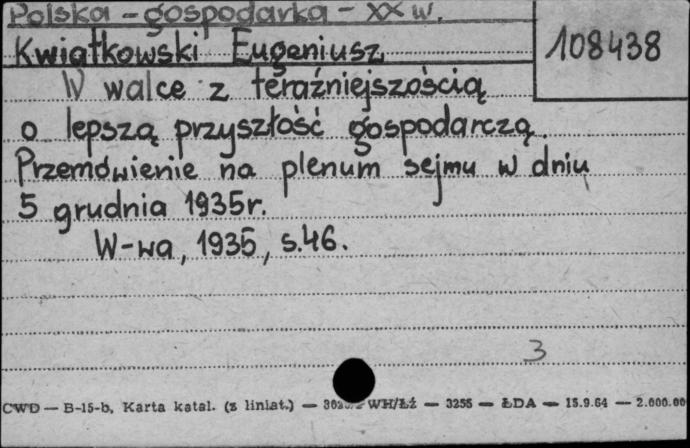 Polska - gospodarka - XX w.
Kwiatkowski Eugeniusz
108438
W walce z teraźniejszością
o lepszą przyszłość gospodarczą.
Przemówienie na plenum sejmu w dniu
5 grudnia 1935r.
W-wa, 1935, s.46.
3
CWD — B-15-b, Karta katal. (z liniat.) — WH/Łż — 3255 — ŁDA — 15.9.64 — 2.000.00